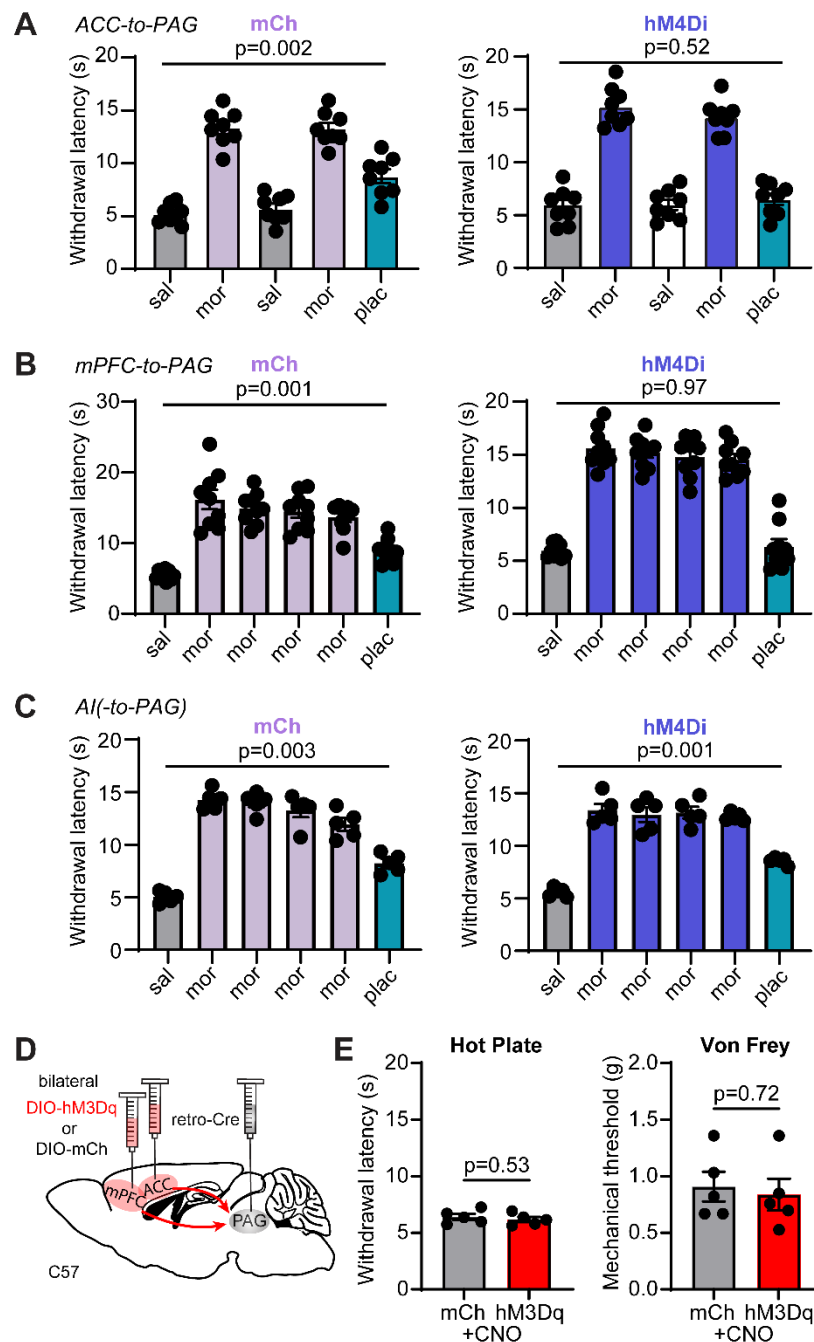 A
ACC-to-PAG
mCh
p=0.002
Withdrawal latency (s)
20
15
10
5
0
sal
mor
sal
mor
plac
hM4Di
p=0.52
Withdrawal latency (s)
20
15
10
5
0
sal
mor
sal
mor
plac
B
mPFC-to-PAG
mCh
p=0.001
Withdrawal latency (s)
30
20
10
0
sal
mor
mor
mor
mor
plac
hM4Di
p=0.97
Withdrawal latency (s)
20
15
10
5
0
sal
mor
mor
mor
mor
plac
C
AI(-to-PAG)
mCh
p=0.003
Withdrawal latency (s)
20
15
10
5
0
sal
mor
mor
mor
mor
plac
hM4Di
p=0.001
Withdrawal latency (s)
20
15
10
5
0
sal
mor
mor
mor
mor
plac
D
bilateral
DIO-hM3Dq
or
DIO-mCh
retro-Cre
mPFC
ACC
PAG
C57
E
Hot Plate
Withdrawal latency (s)
20
15
10
5
0
p=0.53
mCh hM3Dq
+CNO
Von Frey
Mechanical threshold (g)
2.0
1.5
1.0
0.5
0.0
p=0.72
mCh hM3Dq
+CNO